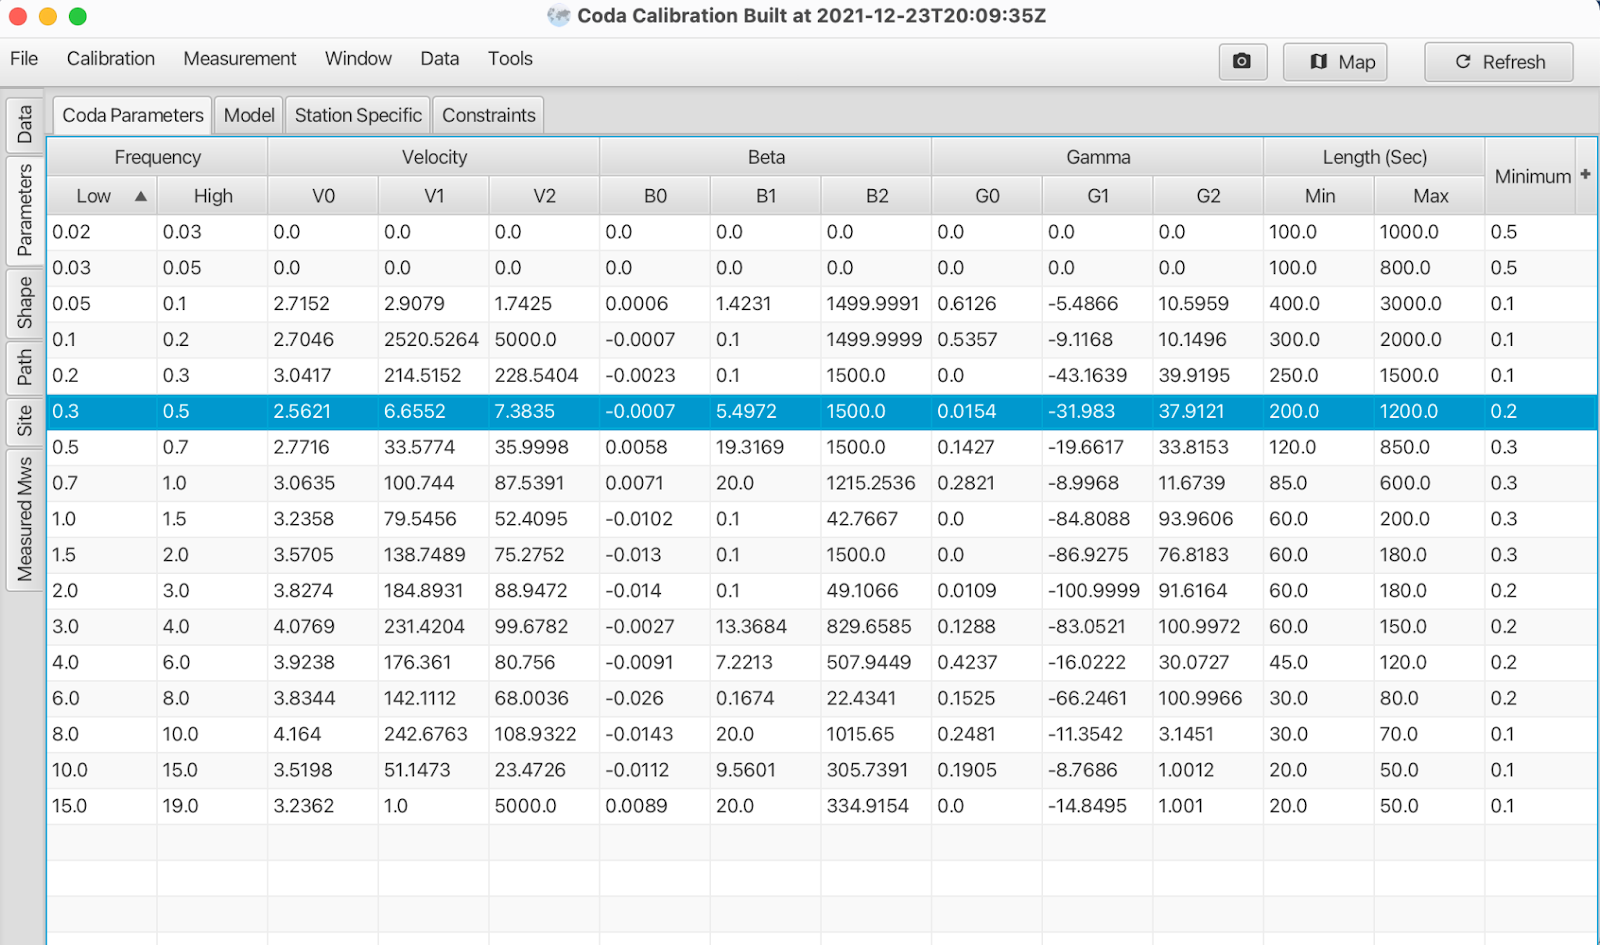 Coda Calibration Built at 2021-12-23T20:09:35Z
File Calibration Measurement Window Data Tools Map Refresh
Data
Parameters
Shape
Path
Site
Measured Mws
Coda Parameters Model Station Specific Constraints
Frequency Velocity Beta Gamma Length (Sec) Minimum +
Low ▲ High V0 V1 V2 B0 B1 B2 G0 G1 G2 Min Max
0.02 0.03 0.0 0.0 0.0 0.0 0.0 0.0 0.0 0.0 0.0 100.0 1000.0 0.5
0.03 0.05 0.0 0.0 0.0 0.0 0.0 0.0 0.0 0.0 0.0 100.0 800.0 0.5
0.05 0.1 2.7152 2.9079 1.7425 0.0006 1.4231 1499.9991 0.6126 -5.4866 10.5959 400.0 3000.0 0.1
0.1 0.2 2.7046 2520.5264 5000.0 -0.0007 0.1 1499.9999 0.5357 -9.1168 10.1496 300.0 2000.0 0.1
0.2 0.3 3.0417 214.5152 228.5404 -0.0023 0.1 1500.0 0.0 -43.1639 39.9195 250.0 1500.0 0.1
0.3 0.5 2.5621 6.6552 7.3835 -0.0007 5.4972 1500.0 0.0154 -31.983 37.9121 200.0 1200.0 0.2
0.5 0.7 2.7716 33.5774 35.9998 0.0058 19.3169 1500.0 0.1427 -19.6617 33.8153 120.0 850.0 0.3
0.7 1.0 3.0635 100.744 87.5391 0.0071 20.0 1215.2536 0.2821 -8.9968 11.6739 85.0 600.0 0.3
1.0 1.5 3.2358 79.5456 52.4095 -0.0102 0.1 42.7667 0.0 -84.8088 93.9606 60.0 200.0 0.3
1.5 2.0 3.5705 138.7489 75.2752 -0.013 0.1 1500.0 0.0 -86.9275 76.8183 60.0 180.0 0.3
2.0 3.0 3.8274 184.8931 88.9472 -0.014 0.1 49.1066 0.0109 -100.9999 91.6164 60.0 180.0 0.2
3.0 4.0 4.0769 231.4204 99.6782 -0.0027 13.3684 829.6585 0.1288 -83.0521 100.9972 60.0 150.0 0.2
4.0 6.0 3.9238 176.361 80.756 -0.0091 7.2213 507.9449 0.4237 -16.0222 30.0727 45.0 120.0 0.2
6.0 8.0 3.8344 142.1112 68.0036 -0.026 0.1674 22.4341 0.1525 -66.2461 100.9966 30.0 80.0 0.2
8.0 10.0 4.164 242.6763 108.9322 -0.0143 20.0 1015.65 0.2481 -11.3542 3.1451 30.0 70.0 0.1
10.0 15.0 3.5198 51.1473 23.4726 -0.0112 9.5601 305.7391 0.1905 -8.7686 1.0012 20.0 50.0 0.1
15.0 19.0 3.2362 1.0 5000.0 0.0089 20.0 334.9154 0.0 -14.8495 1.001 20.0 50.0 0.1